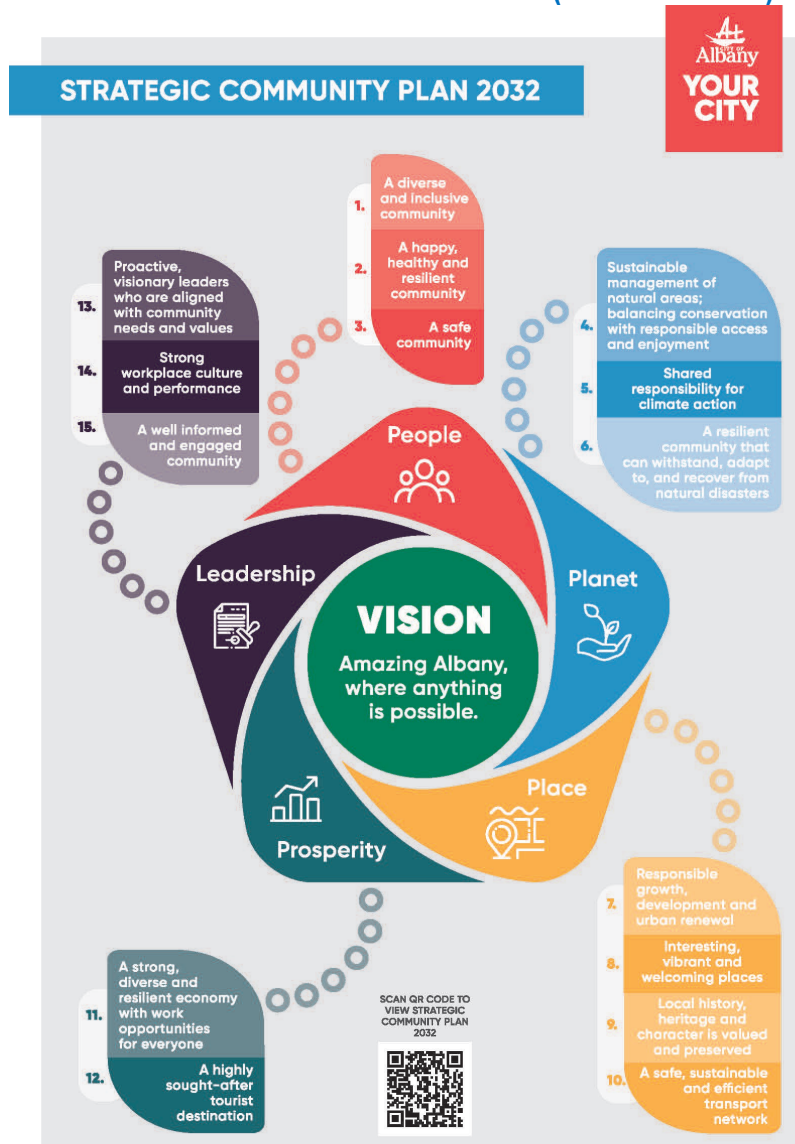 CITY OF
Albany
YOUR
CITY
STRATEGIC COMMUNITY PLAN 2032
1.
A diverse
and inclusive
community
2.
A happy,
healthy and
resilient
community
3.
A safe
community
4.
Sustainable
management of
natural areas;
balancing conservation
with responsible access
and enjoyment
5.
Shared
responsibility for
climate action
6.
A resilient
community that
can withstand, adapt
to, and recover from
natural disasters
13.
Proactive,
visionary leaders
who are aligned
with community
needs and values
14.
Strong
workplace culture
and performance
15.
A well informed
and engaged
community
People
Planet
Place
Prosperity
Leadership
VISION
Amazing Albany,
where anything
is possible.
7.
Responsible
growth,
development and
urban renewal
8.
Interesting,
vibrant and
welcoming places
9.
Local history,
heritage and
character is valued
and preserved
10.
A safe, sustainable
and efficient
transport
network
11.
A strong,
diverse and
resilient economy
with work
opportunities
for everyone
12.
A highly
sought-after
tourist
destination
SCAN QR CODE TO
VIEW STRATEGIC
COMMUNITY PLAN
2032